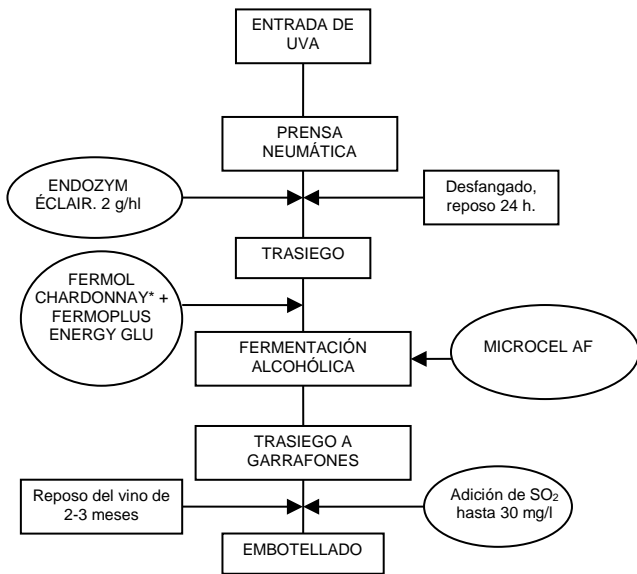 ENTRADA DE
UVA
PRENSA
NEUMÁTICA
ENDOZYM
ÉCLAIR. 2 g/hl
Desfangado,
reposo 24 h.
TRASIEGO
FERMOL
CHARDONNAY* +
FERMOPLUS
ENERGY GLU
FERMENTACIÓN
ALCOHÓLICA
MICROCEL AF
TRASIEGO A
GARRAFONES
Reposo del vino de
2-3 meses
Adición de SO₂
hasta 30 mg/l
EMBOTELLADO